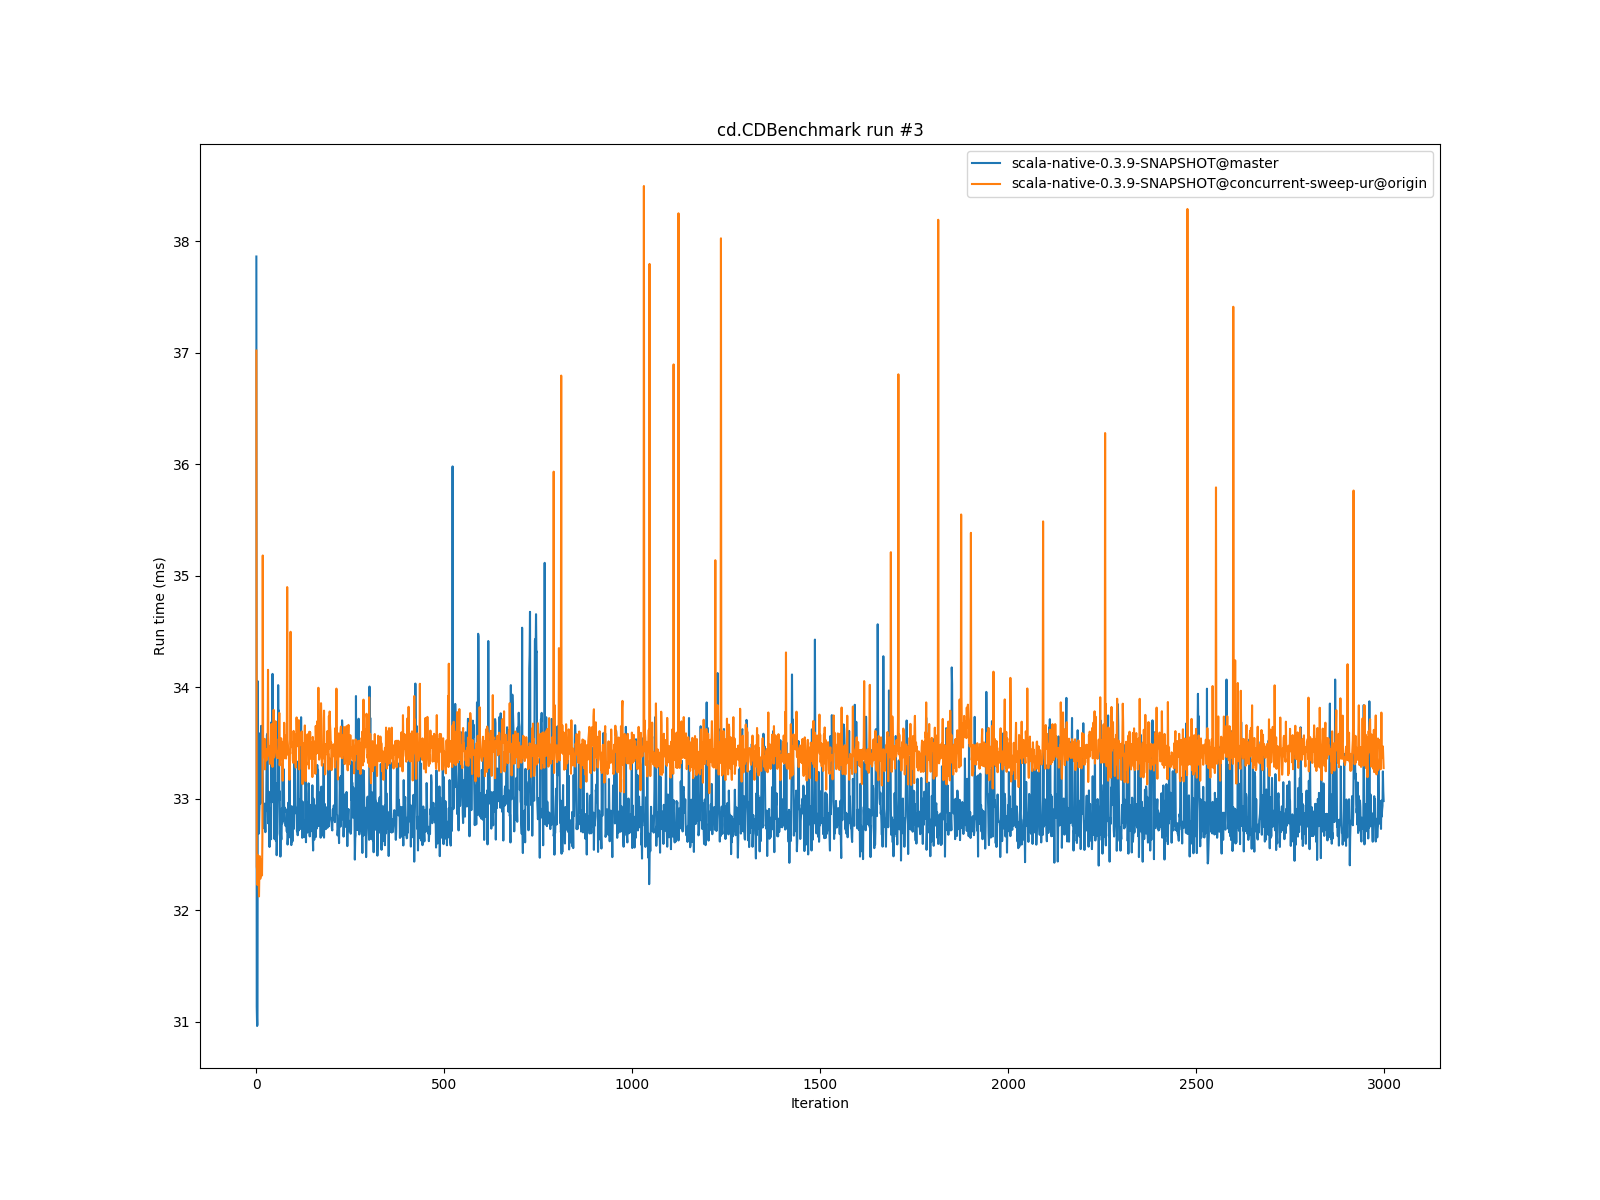 cd.CDBenchmark run #3
scala-native-0.3.9-SNAPSHOT@master
scala-native-0.3.9-SNAPSHOT@concurrent-sweep-ur@origin
38
37
36
35
34
33
32
31
Run time (ms)
0 500 1000 1500 2000 2500 3000
Iteration